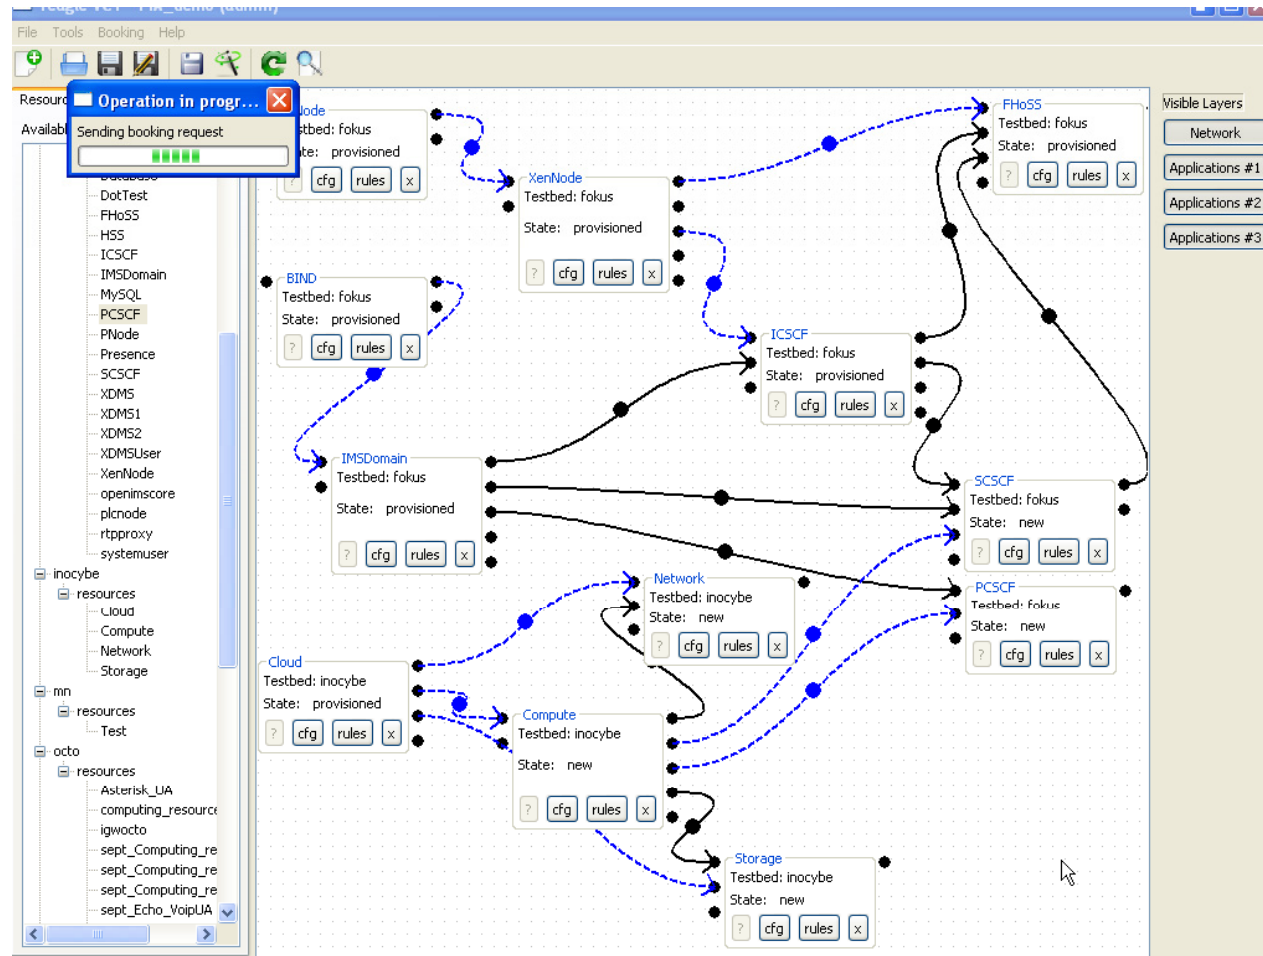 File Tools Booking Help
Operation in progr...
Sending booking request
DotTest
FHoSS
HSS
ICSCF
IMSDomain
MySQL
PCSCF
PNode
Presence
SCSCF
XDMS
XDMS1
XDMS2
XDMSUser
XenNode
openimscore
plcnode
rtpproxy
systemuser
inocybe
resources
Cloud
Compute
Network
Storage
mn
resources
Test
octo
resources
Asterisk_UA
computing_resource
igwocto
sept_Computing_re
sept_Computing_re
sept_Computing_re
sept_Echo_VoipUA
fokus
provisioned
? cfg rules x
XenNode
Testbed: fokus
State: provisioned
? cfg rules x
FHoSS
Testbed: fokus
State: provisioned
? cfg rules x
BIND
Testbed: fokus
State: provisioned
? cfg rules x
ICSCF
Testbed: fokus
State: provisioned
? cfg rules x
IMSDomain
Testbed: fokus
State: provisioned
? cfg rules x
SCSCF
Testbed: fokus
State: new
? cfg rules x
Network
Testbed: inocybe
State: new
? cfg rules x
PCSCF
Testbed: fokus
State: new
? cfg rules x
Cloud
Testbed: inocybe
State: provisioned
? cfg rules x
Compute
Testbed: inocybe
State: new
? cfg rules x
Storage
Testbed: inocybe
State: new
? cfg rules x
Visible Layers
Network
Applications #1
Applications #2
Applications #3